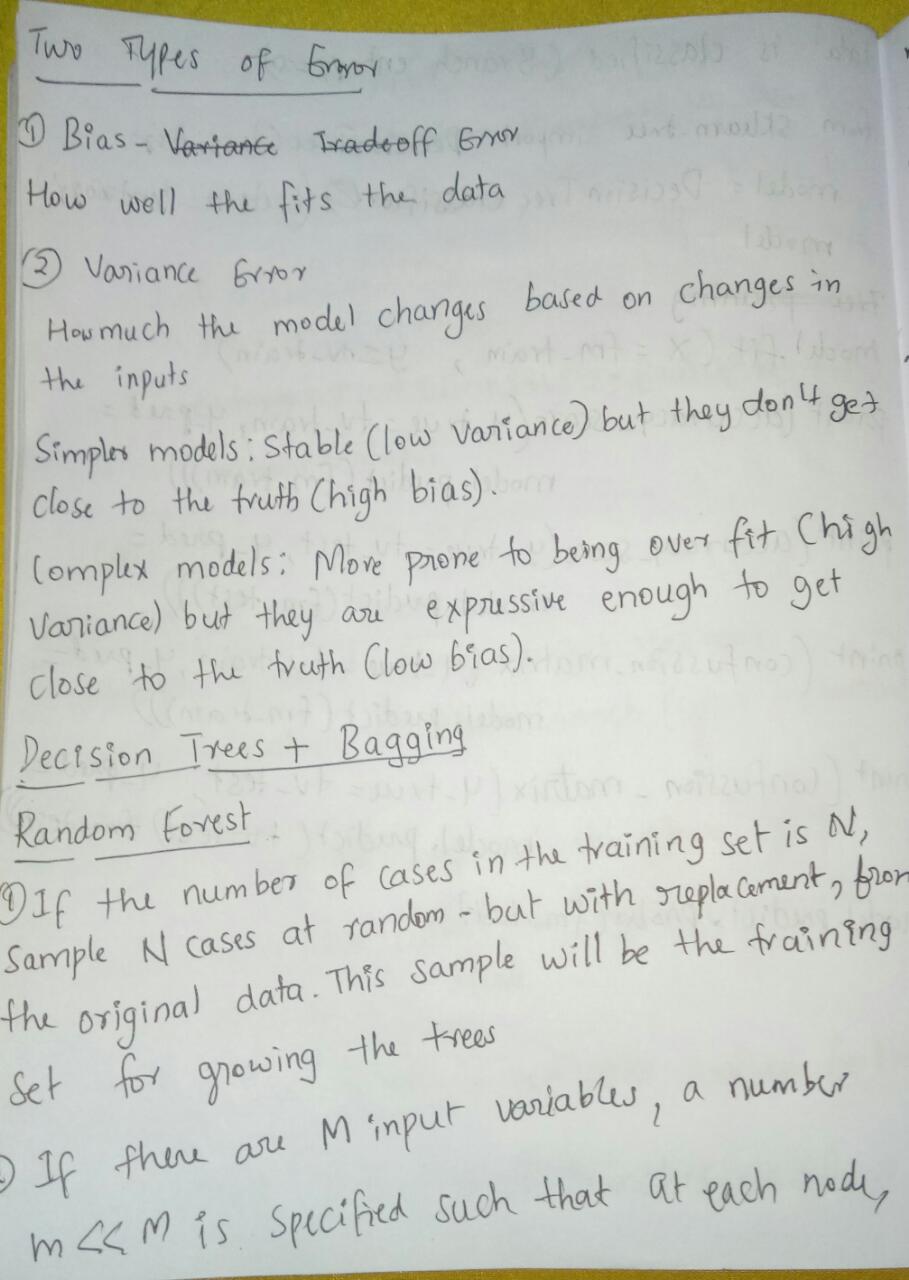 Two Types of Error
① Bias - Variance Tradeoff Error
How well the fits the data
② Variance Error
How much the model changes based on changes in
the inputs
Simpler models: Stable (low variance) but they don't get
close to the truth (high bias).
Complex models: More prone to being over fit (high
variance) but they are expressive enough to get
close to the truth (low bias).
Decision Trees + Bagging
Random Forest
① If the number of cases in the training set is N,
Sample N cases at random - but with replacement, from
the original data. This sample will be the training
set for growing the trees
If there are M input variables, a number
m << M is specified such that at each node,